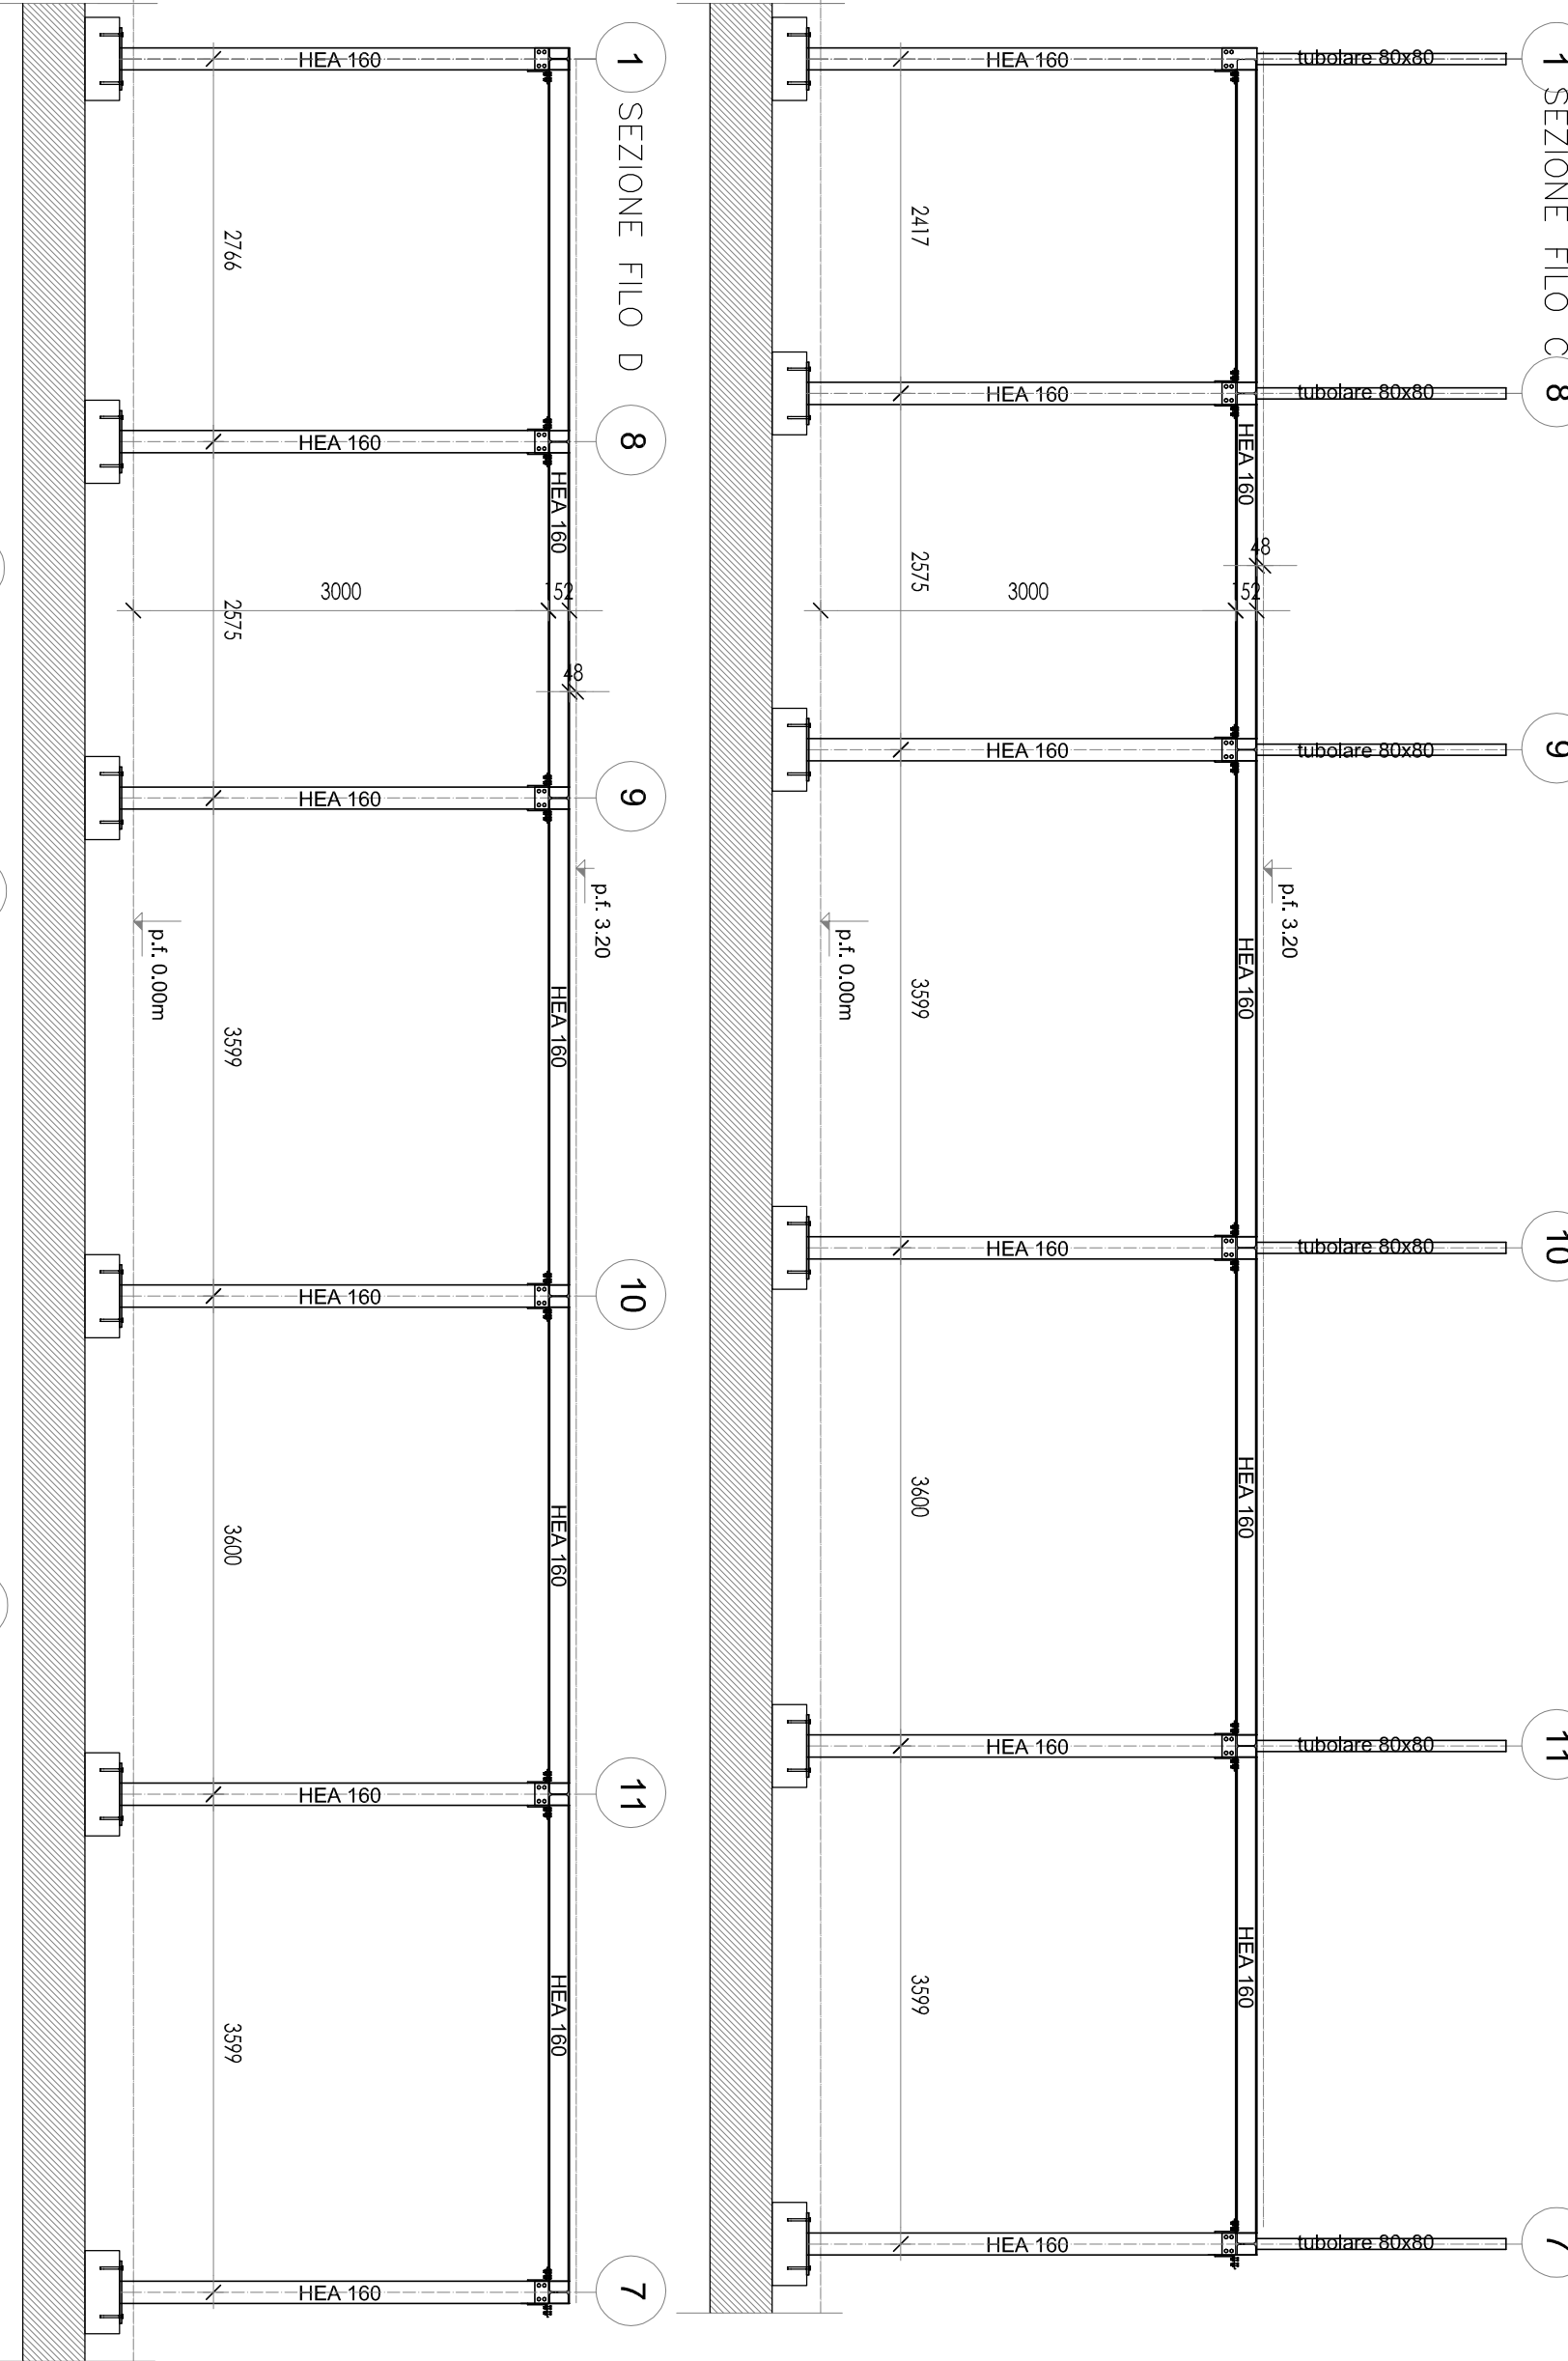 1
8
9
10
11
7
SEZIONE FILO C
tubolare 80x80
tubolare 80x80
tubolare 80x80
tubolare 80x80
tubolare 80x80
tubolare 80x80
p.f. 3.20
48
152
HEA 160
HEA 160
HEA 160
HEA 160
3000
HEA 160
HEA 160
HEA 160
HEA 160
HEA 160
HEA 160
2417
2575
3599
3600
3599
p.f. 0.00m
1
8
9
10
11
7
SEZIONE FILO D
p.f. 3.20
48
152
HEA 160
HEA 160
HEA 160
HEA 160
3000
HEA 160
HEA 160
HEA 160
HEA 160
HEA 160
HEA 160
2766
2575
3599
3600
3599
p.f. 0.00m